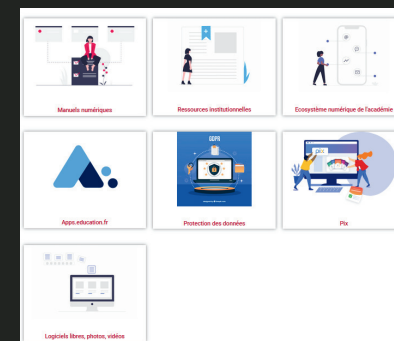 Manuels numériques
Ressources institutionnelles
Ecosystème numérique de l'académie
Apps.education.fr
GDPR
Protection des données
pix
Pix
Logiciels libres, photos, vidéos